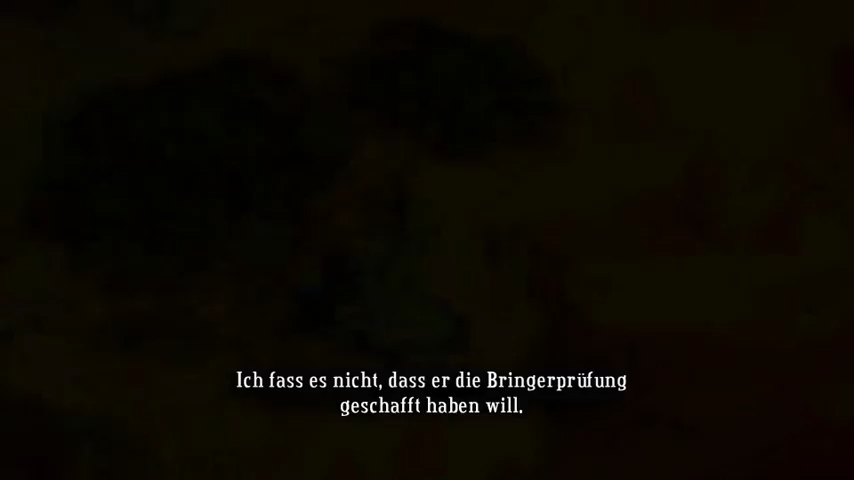 Ich fass es nicht, dass er die Bringerprüfung
geschafft haben will.